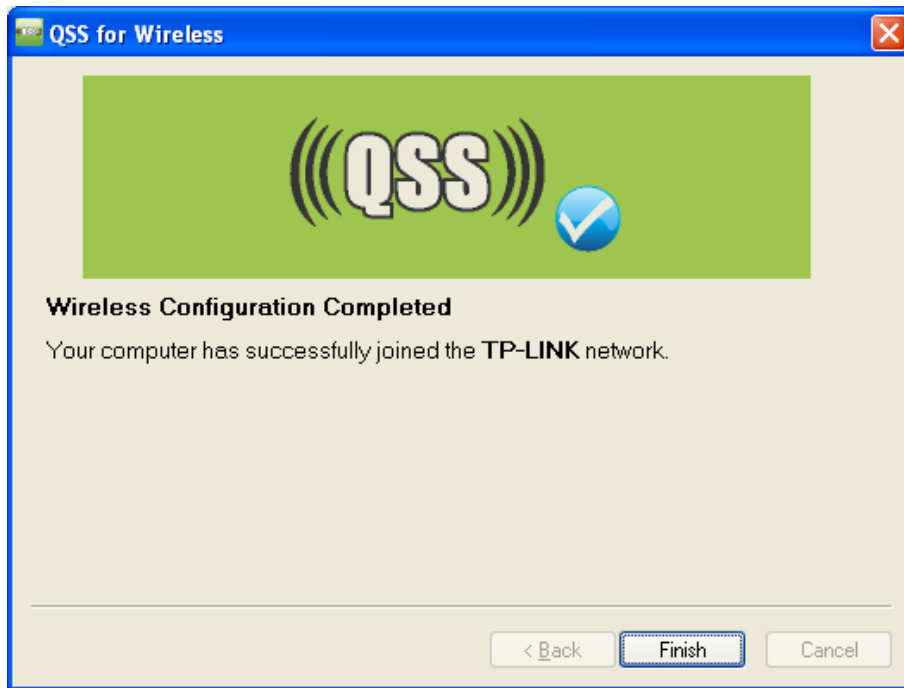 QSS for Wireless
(((QSS)))
Wireless Configuration Completed
Your computer has successfully joined the TP-LINK network.
< Back Finish Cancel